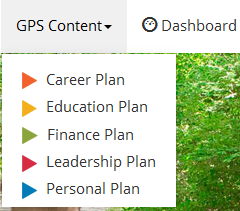 GPS Content Dashboard
Career Plan
Education Plan
Finance Plan
Leadership Plan
Personal Plan